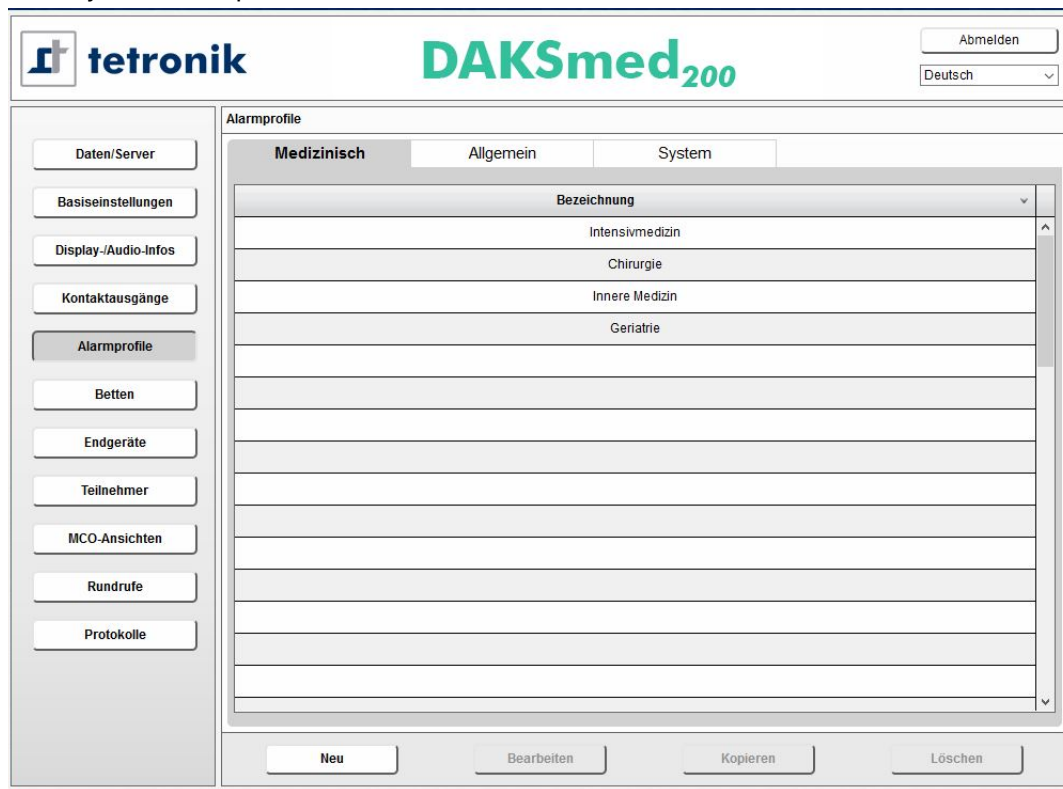 tetronik
DAKSmed200
Abmelden
Deutsch
Alarmprofile
Medizinisch
Allgemein
System
Daten/Server
Basiseinstellungen
Display-/Audio-Infos
Kontaktausgänge
Alarmprofile
Betten
Endgeräte
Teilnehmer
MCO-Ansichten
Rundrufe
Protokolle
Bezeichnung
Intensivmedizin
Chirurgie
Innere Medizin
Geriatrie
Neu
Bearbeiten
Kopieren
Löschen